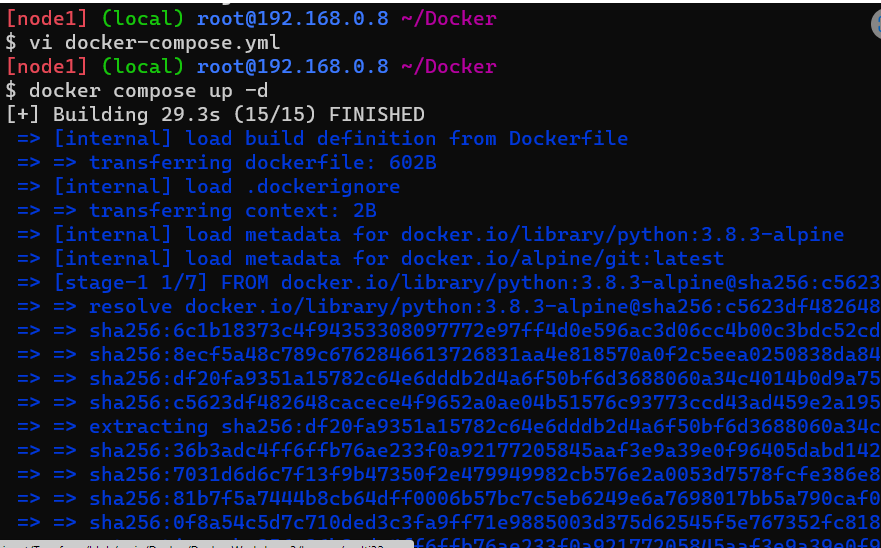 [node1] (local) root@192.168.0.8 ~/Docker
$ vi docker-compose.yml
[node1] (local) root@192.168.0.8 ~/Docker
$ docker compose up -d
[+] Building 29.3s (15/15) FINISHED
=> [internal] load build definition from Dockerfile
=> => transferring dockerfile: 602B
=> [internal] load .dockerignore
=> => transferring context: 2B
=> [internal] load metadata for docker.io/library/python:3.8.3-alpine
=> [internal] load metadata for docker.io/alpine/git:latest
=> [stage-1 1/7] FROM docker.io/library/python:3.8.3-alpine@sha256:c5623
=> => resolve docker.io/library/python:3.8.3-alpine@sha256:c5623df482648
=> => sha256:6c1b18373c4f94353308097772e97ff4d0e596ac3d06cc4b00c3bdc52cd
=> => sha256:8ecf5a48c789c6762846613726831aa4e818570a0f2c5eea0250838da84
=> => sha256:df20fa9351a15782c64e6dddb2d4a6f50bf6d3688060a34c4014b0d9a75
=> => sha256:c5623df482648cacece4f9652a0ae04b51576c93773ccd43ad459e2a195
=> => extracting sha256:df20fa9351a15782c64e6dddb2d4a6f50bf6d3688060a34c
=> => sha256:36b3adc4ff6ffb76ae233f0a92177205845aaf3e9a39e0f96405dabd142
=> => sha256:7031d6d6c7f13f9b47350f2e479949982cb576e2a0053d7578fcfe386e8
=> => sha256:81b7f5a7444b8cb64dff0006b57bc7c5eb6249e6a7698017bb5a790caf0
=> => sha256:0f8a54c5d7c710ded3c3fa9ff71e9885003d375d62545f5e767352fc818